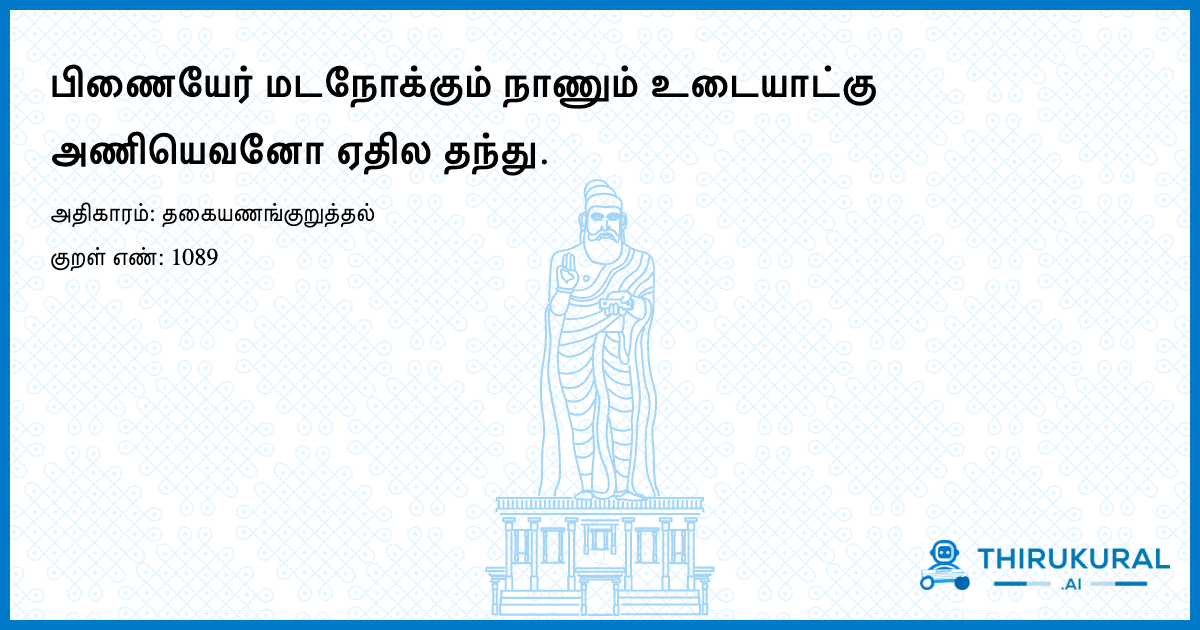 பிணையேர் மடநோக்கும் நாணும் உடையாட்கு
அணியெவனோ ஏதில தந்து.
அதிகாரம்: தகையணங்குறுத்தல்
குறள் எண்: 1089
THIRUKURAL
.AI